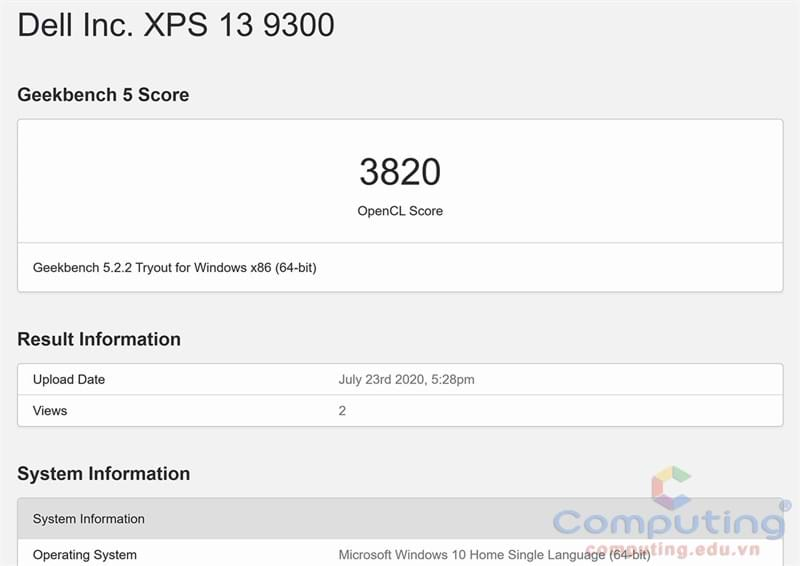 Dell Inc. XPS 13 9300
Geekbench 5 Score
3820
OpenCL Score
Geekbench 5.2.2 Tryout for Windows x86 (64-bit)
Result Information
Upload Date July 23rd 2020, 5:28pm
Views 2
System Information
System Information
Computing®
Operating System Microsoft Windows 10 Home Single Language (64-bit)
computing.edu.vn